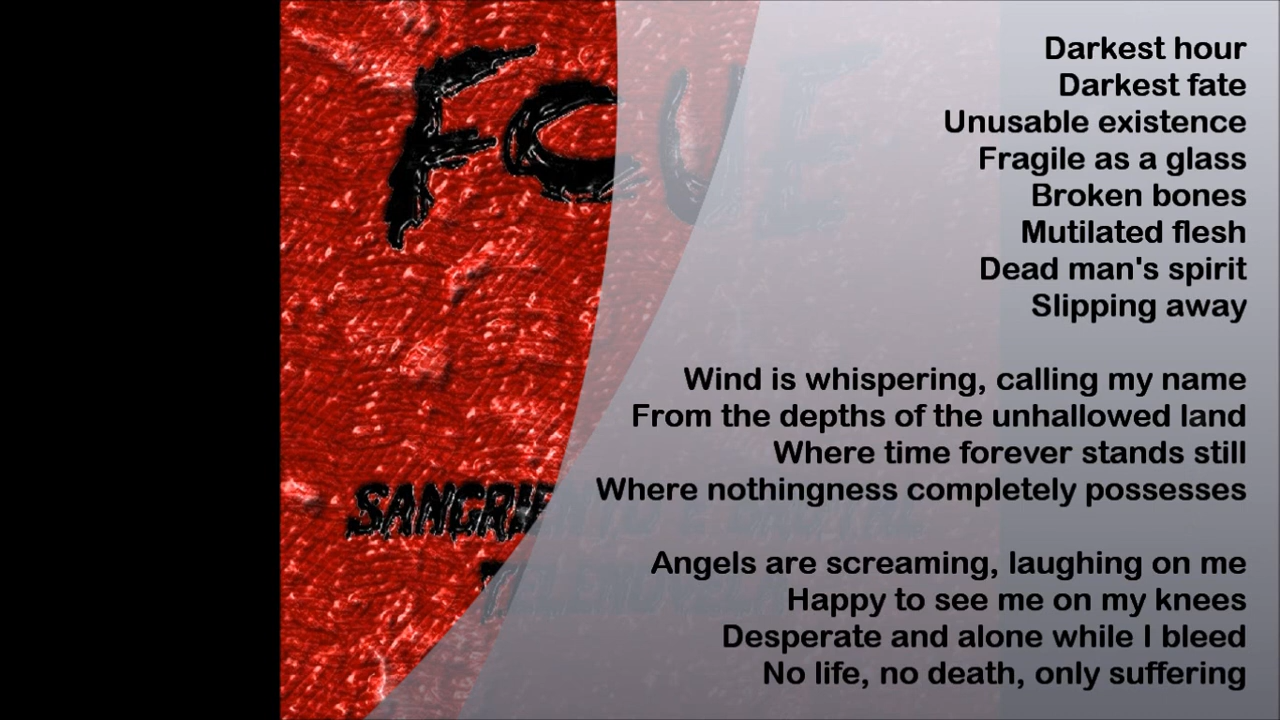 FCUE
Darkest hour
Darkest fate
Unusable existence
Fragile as a glass
Broken bones
Mutilated flesh
Dead man's spirit
Slipping away
Wind is whispering, calling my name
From the depths of the unhallowed land
Where time forever stands still
Where nothingness completely possesses
Angels are screaming, laughing on me
Happy to see me on my knees
Desperate and alone while I bleed
No life, no death, only suffering